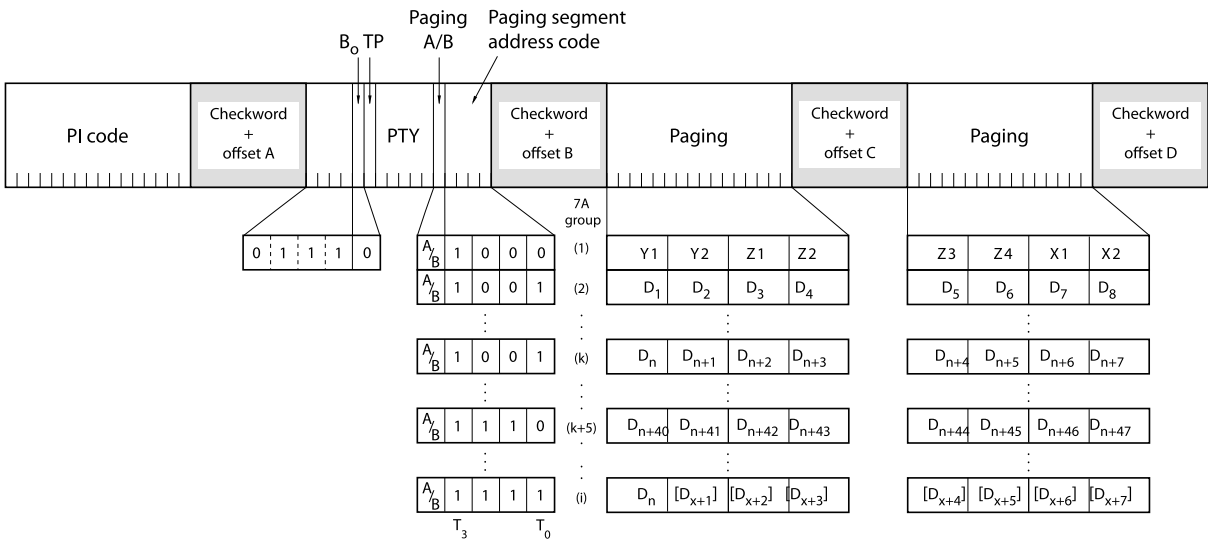 Paging A/B
Paging segment address code
B₀ TP
PI code
Checkword + offset A
PTY
Checkword + offset B
Paging
Checkword + offset C
Paging
Checkword + offset D
7A group
0 1 1 1 0
A/B 1 0 0 0 (1) Y1 Y2 Z1 Z2 Z3 Z4 X1 X2
A/B 1 0 0 1 (2) D₁ D₂ D₃ D₄ D₅ D₆ D₇ D₈
A/B 1 0 0 1 (k) Dₙ Dₙ₊₁ Dₙ₊₂ Dₙ₊₃ Dₙ₊₄ Dₙ₊₅ Dₙ₊₆ Dₙ₊₇
A/B 1 1 1 0 (k+5) Dₙ₊₄₀ Dₙ₊₄₁ Dₙ₊₄₂ Dₙ₊₄₃ Dₙ₊₄₄ Dₙ₊₄₅ Dₙ₊₄₆ Dₙ₊₄₇
A/B 1 1 1 1 (i) Dₙ [Dₓ₊₁] [Dₓ₊₂] [Dₓ₊₃] [Dₓ₊₄] [Dₓ₊₅] [Dₓ₊₆] [Dₓ₊₇]
T₃ T₀